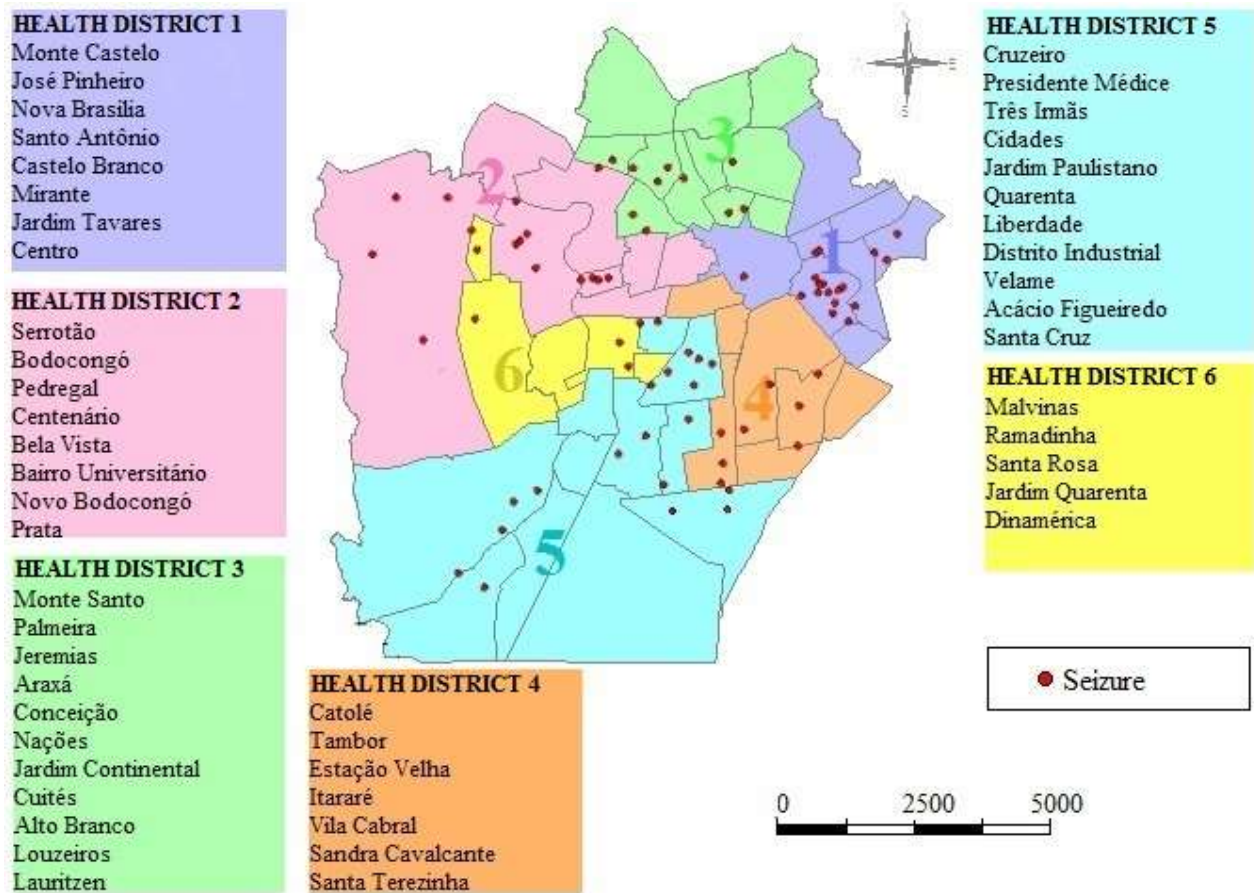 HEALTH DISTRICT 1
Monte Castelo
José Pinheiro
Nova Brasília
Santo Antônio
Castelo Branco
Mirante
Jardim Tavares
Centro
HEALTH DISTRICT 2
Serrotão
Bodocongó
Pedregal
Centenário
Bela Vista
Bairro Universitário
Novo Bodocongó
Prata
HEALTH DISTRICT 3
Monte Santo
Palmeira
Jeremias
Araxá
Conceição
Nações
Jardim Continental
Cuités
Alto Branco
Louzeiros
Lauritzen
HEALTH DISTRICT 4
Catolé
Tambor
Estação Velha
Itararé
Vila Cabral
Sandra Cavalcante
Santa Terezinha
HEALTH DISTRICT 5
Cruzeiro
Presidente Médice
Três Irmãs
Cidades
Jardim Paulistano
Quarenta
Liberdade
Distrito Industrial
Velame
Acácio Figueiredo
Santa Cruz
HEALTH DISTRICT 6
Malvinas
Ramadinha
Santa Rosa
Jardim Quarenta
Dinamérica
3
2
1
6
4
5
Seizure
0 2500 5000